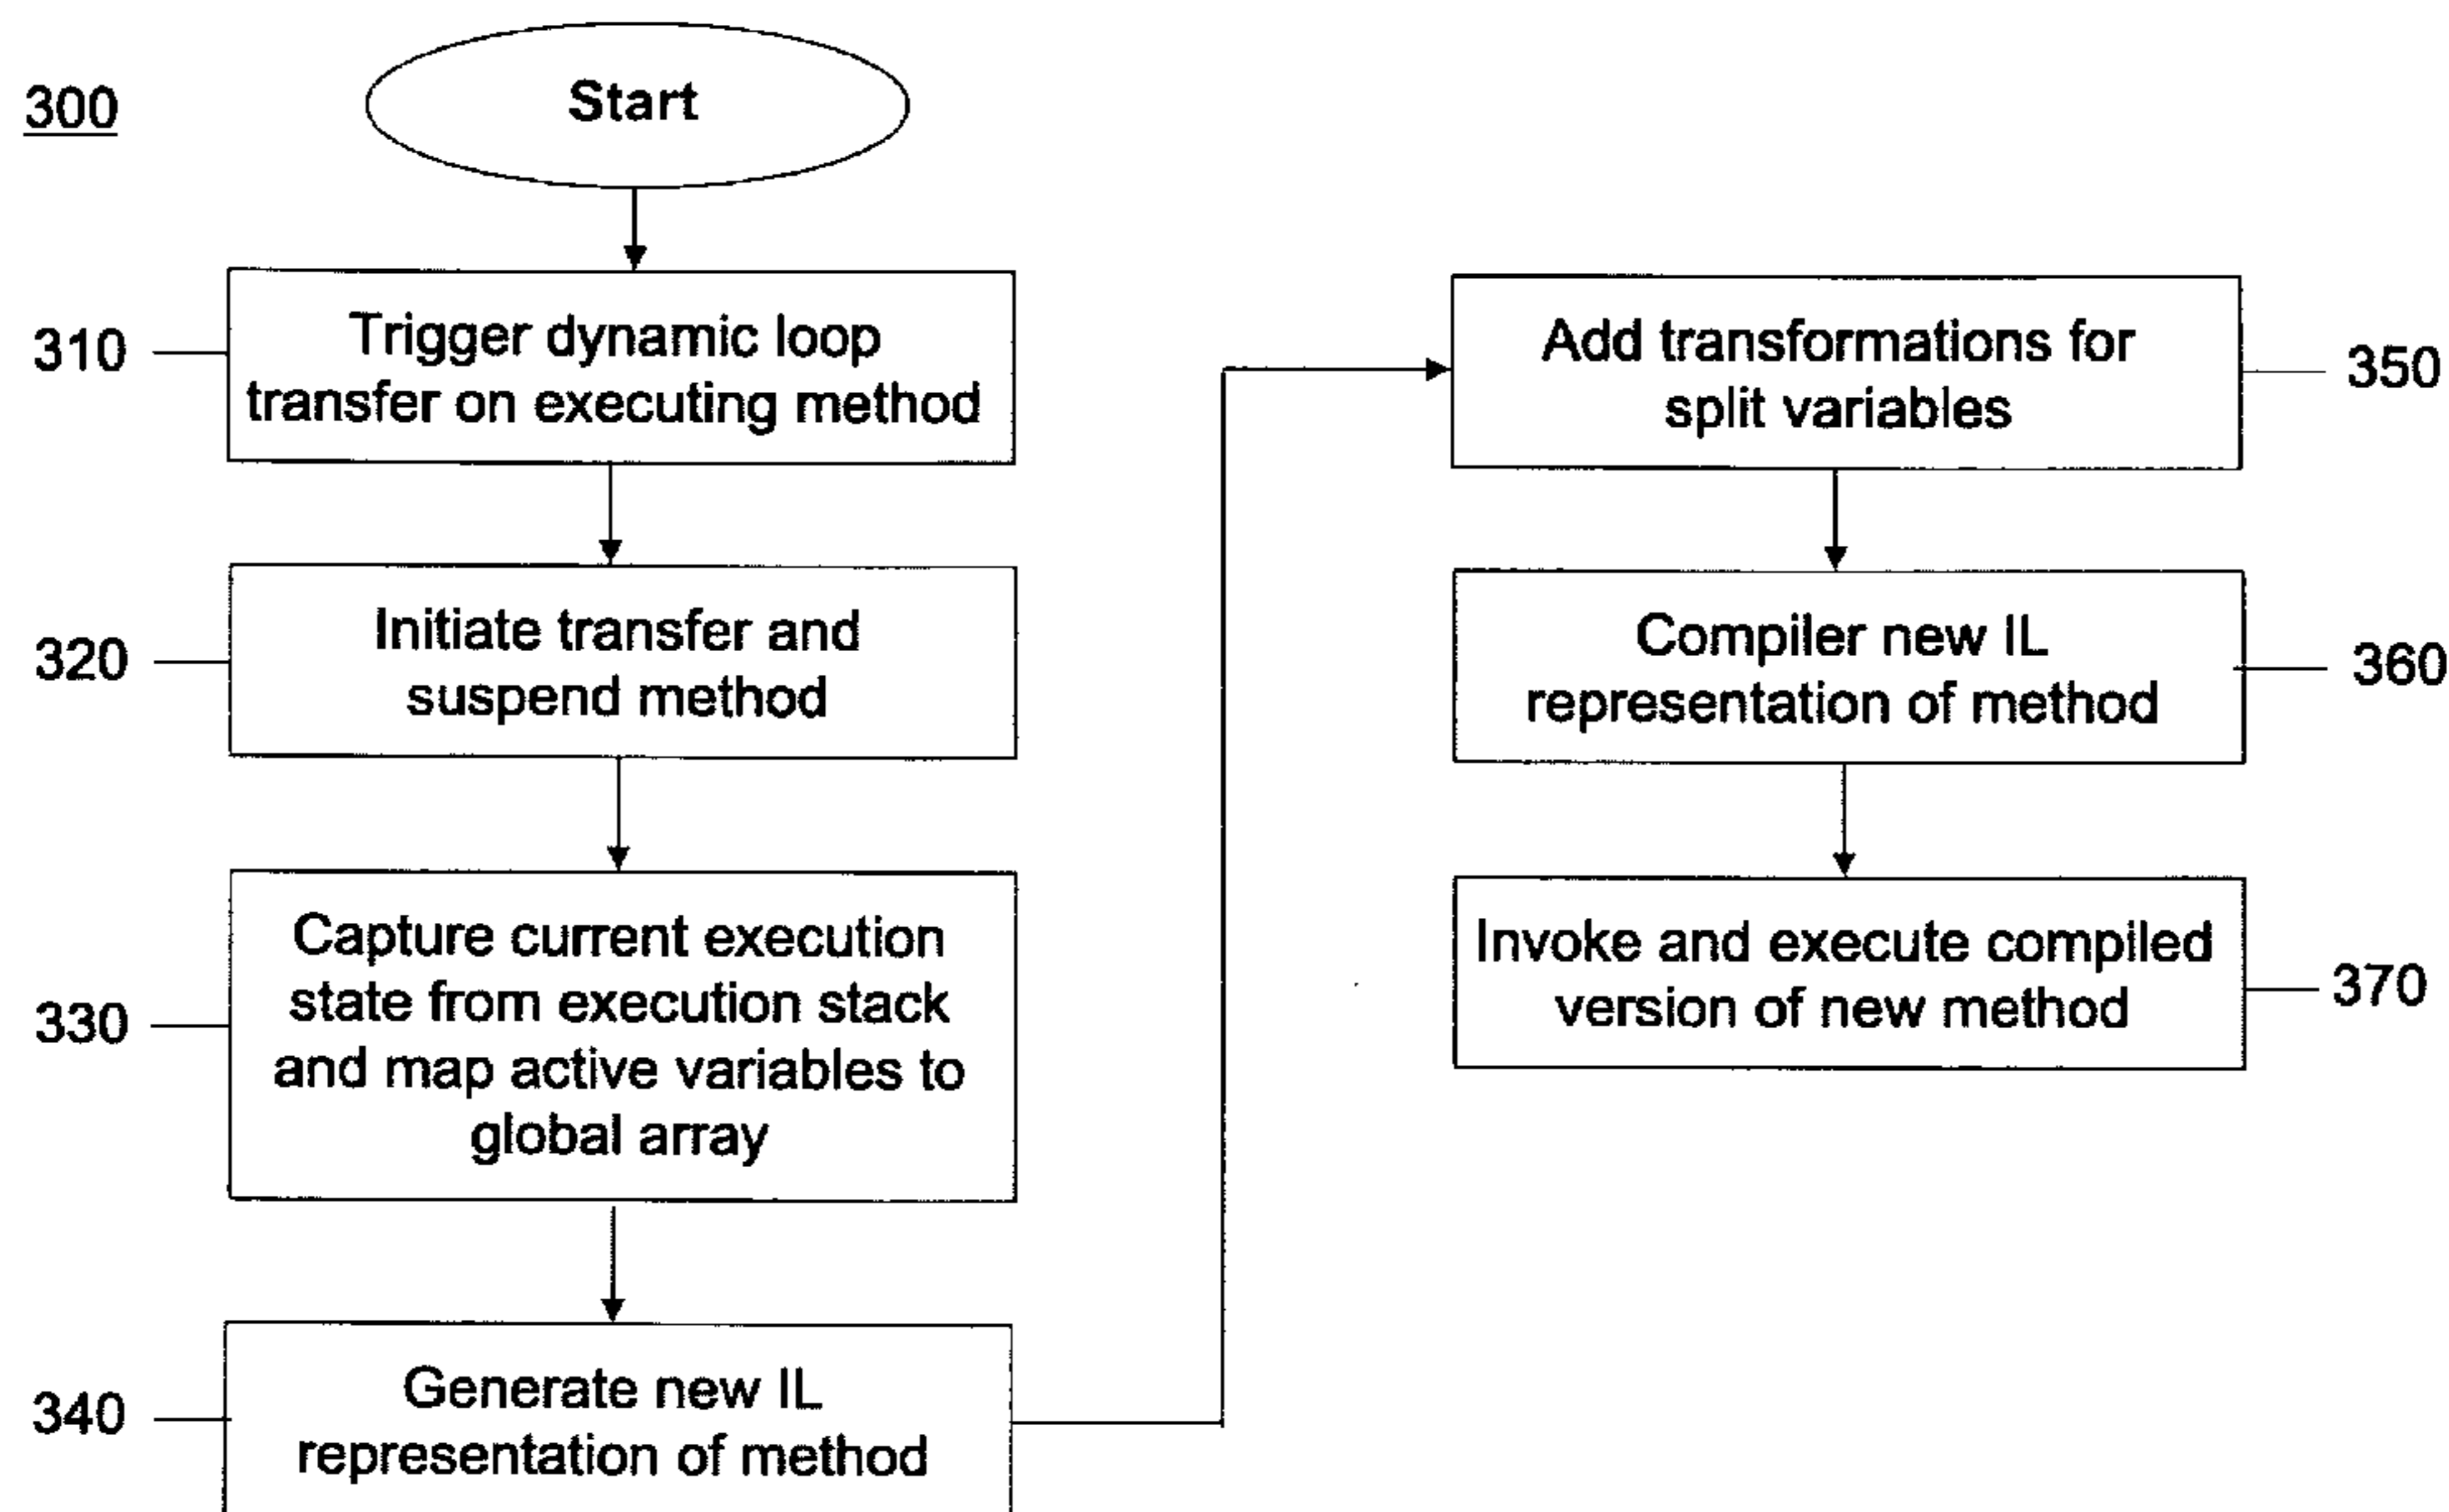 300
Start
310
Trigger dynamic loop
transfer on executing method
320
Initiate transfer and
suspend method
330
Capture current execution
state from execution stack
and map active variables to
global array
340
Generate new IL
representation of method
Add transformations for
split variables
350
Compiler new IL
representation of method
360
Invoke and execute compiled
version of new method
370